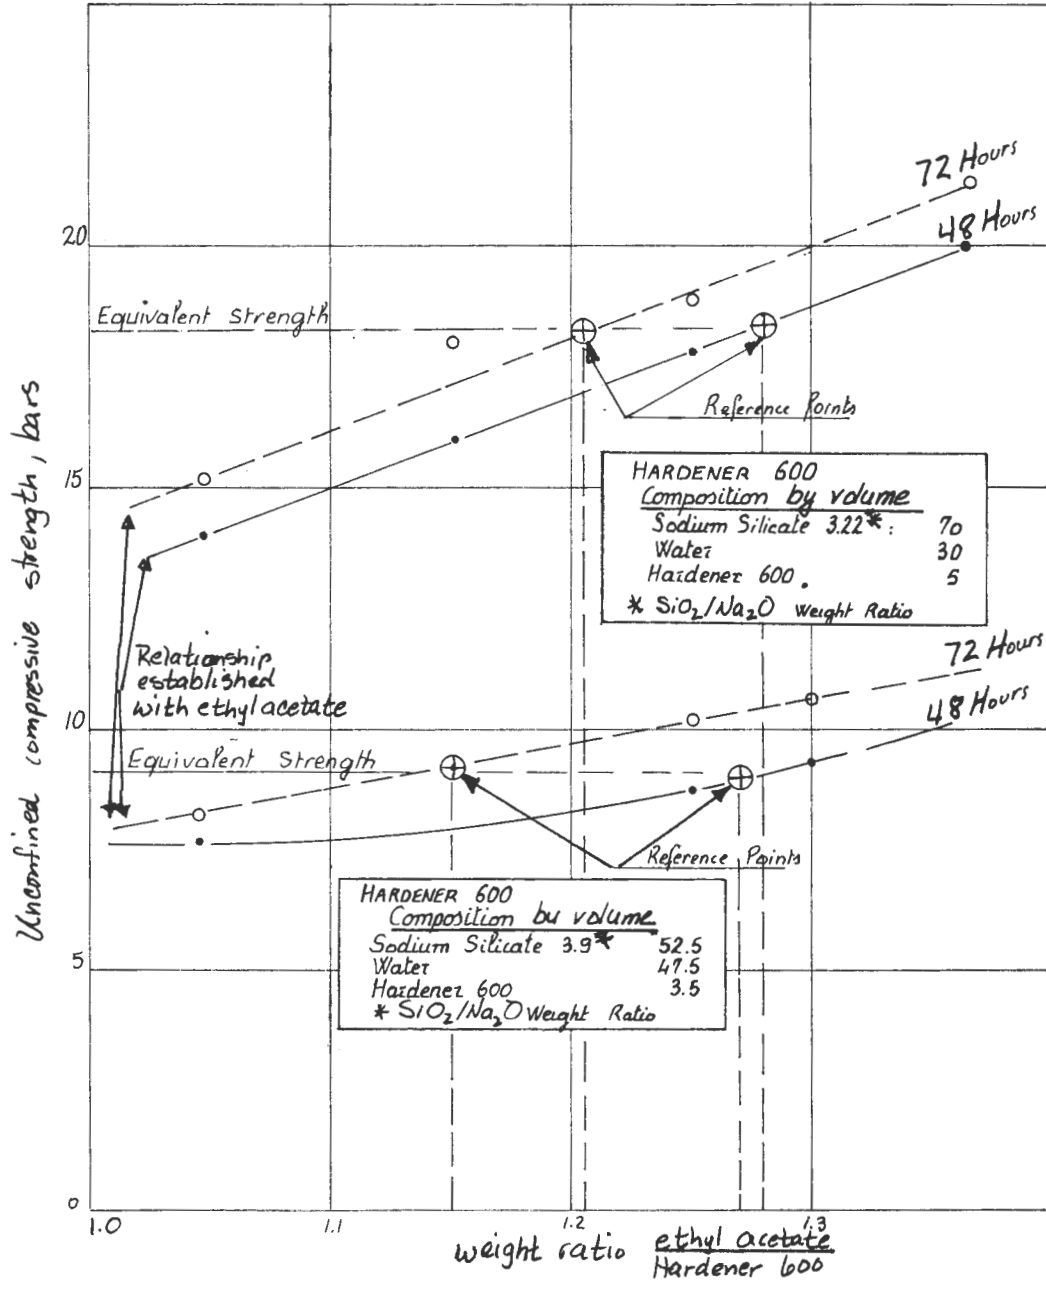 72 Hours
48 Hours
20
Equivalent Strength
Reference Points
15
HARDENER 600
Composition by volume
Sodium Silicate 3.22* : 70
Water 30
Hardener 600 . 5
* SiO₂/Na₂O Weight Ratio
72 Hours
48 Hours
Relationship
established
with ethyl acetate
10
Equivalent Strength
Reference Points
HARDENER 600
Composition by volume
Sodium Silicate 3.9* 52.5
Water 47.5
Hardener 600 3.5
* SiO₂/Na₂O Weight Ratio
5
0
1.0 1.1 1.2 1.3
weight ratio ethyl acetate
Hardener 600
Unconfined compressive strength, bars